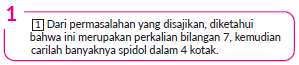 1
1 Dari permasalahan yang disajikan, diketahui
bahwa ini merupakan perkalian bilangan 7, kemudian
carilah banyaknya spidol dalam 4 kotak.